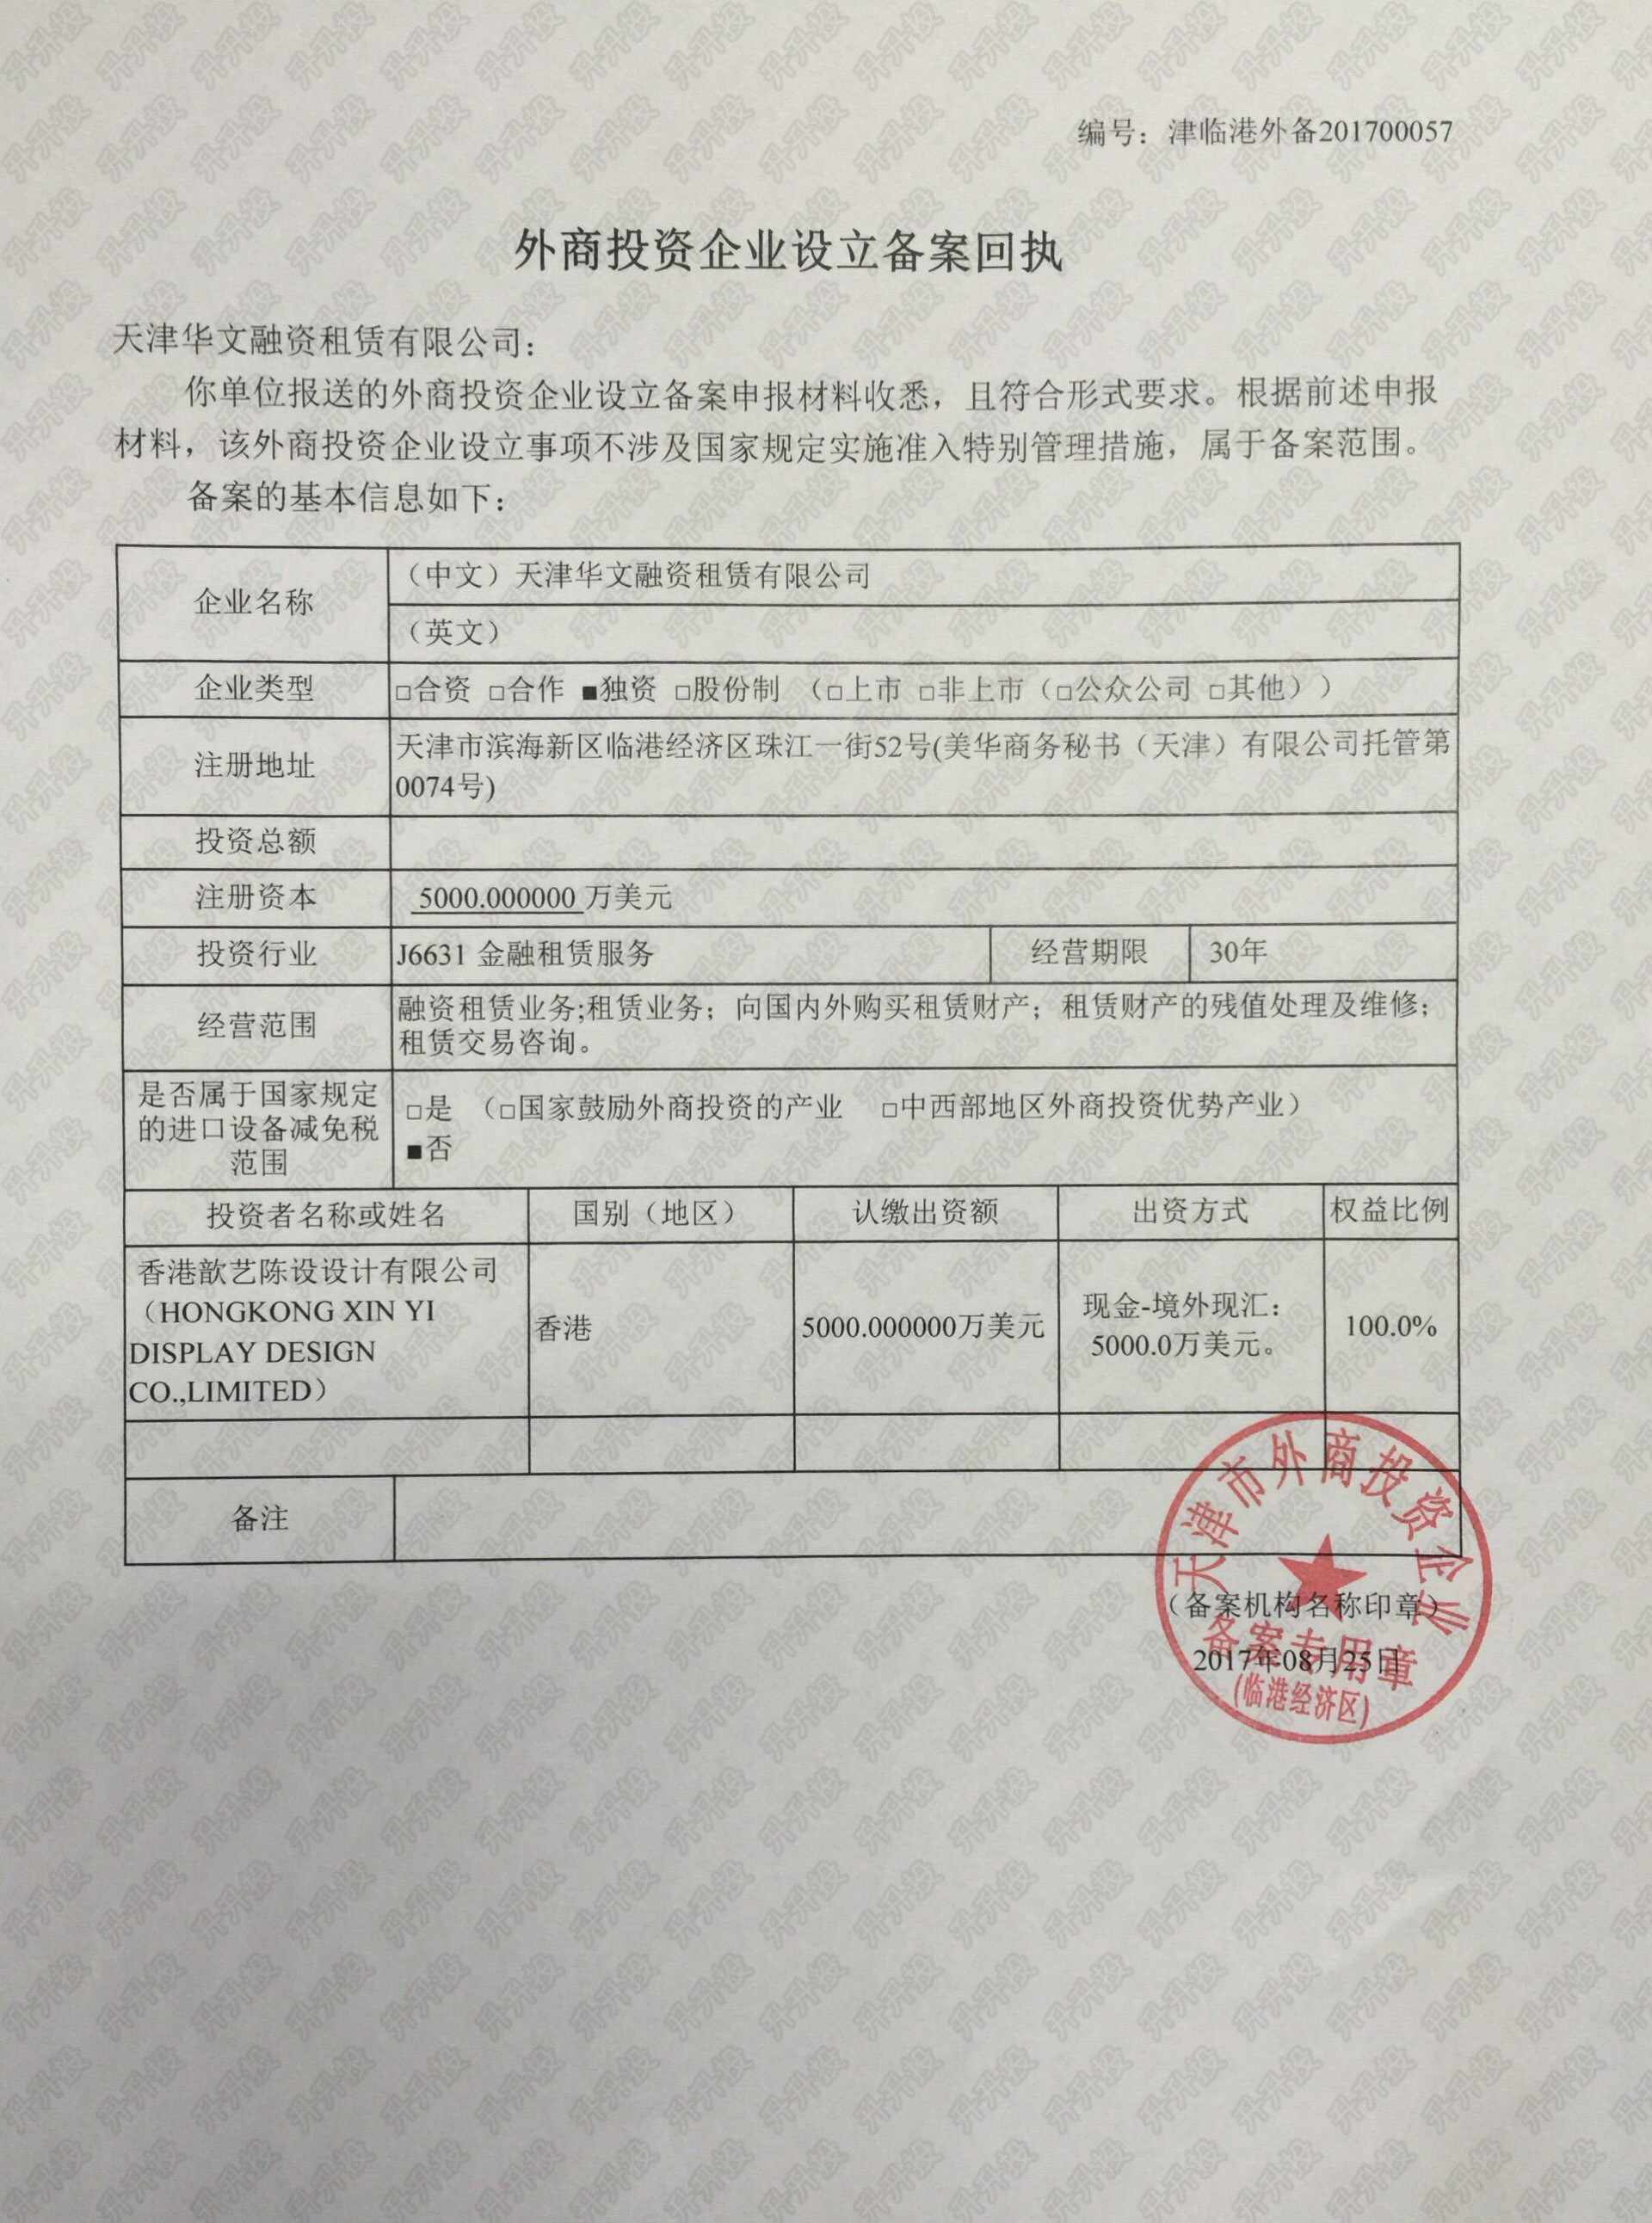 编号：津临港外备201700057
外商投资企业设立备案回执
天津华文融资租赁有限公司：
你单位报送的外商投资企业设立备案申报材料收悉，且符合形式要求。根据前述申报
材料，该外商投资企业设立事项不涉及国家规定实施准入特别管理措施，属于备案范围。
备案的基本信息如下：
企业名称
（中文）天津华文融资租赁有限公司
（英文）
企业类型
□合资 □合作 ■独资 □股份制 （□上市 □非上市（□公众公司 □其他））
注册地址
天津市滨海新区临港经济区珠江一街52号(美华商务秘书（天津）有限公司托管第
0074号)
投资总额
注册资本
5000.000000 万美元
投资行业
J6631 金融租赁服务
经营期限
30年
经营范围
融资租赁业务;租赁业务；向国内外购买租赁财产；租赁财产的残值处理及维修；
租赁交易咨询。
是否属于国家规定
的进口设备减免税
范围
□是 （□国家鼓励外商投资的产业 □中西部地区外商投资优势产业）
■否
投资者名称或姓名
国别（地区）
认缴出资额
出资方式
权益比例
香港歆艺陈设设计有限公司
（HONGKONG XIN YI
DISPLAY DESIGN
CO.,LIMITED）
香港
5000.000000万美元
现金-境外现汇：
5000.0万美元。
100.0%
备注
（备案机构名称印章）
2017年08月25日
天津市外商投资企业
备案专用章
(临港经济区)
升升投